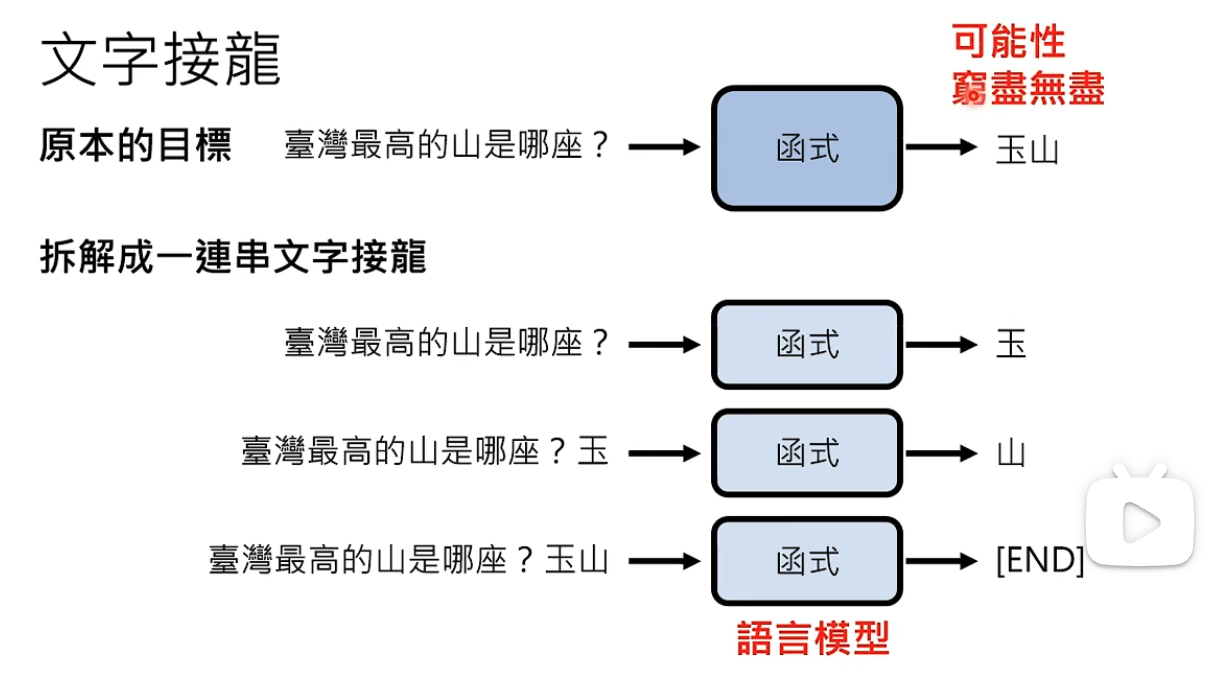 文字接龍
可能性
窮盡無盡
原本的目標 臺灣最高的山是哪座？ 函式 玉山
拆解成一連串文字接龍
臺灣最高的山是哪座？ 函式 玉
臺灣最高的山是哪座？玉 函式 山
臺灣最高的山是哪座？玉山 函式 [END]
語言模型